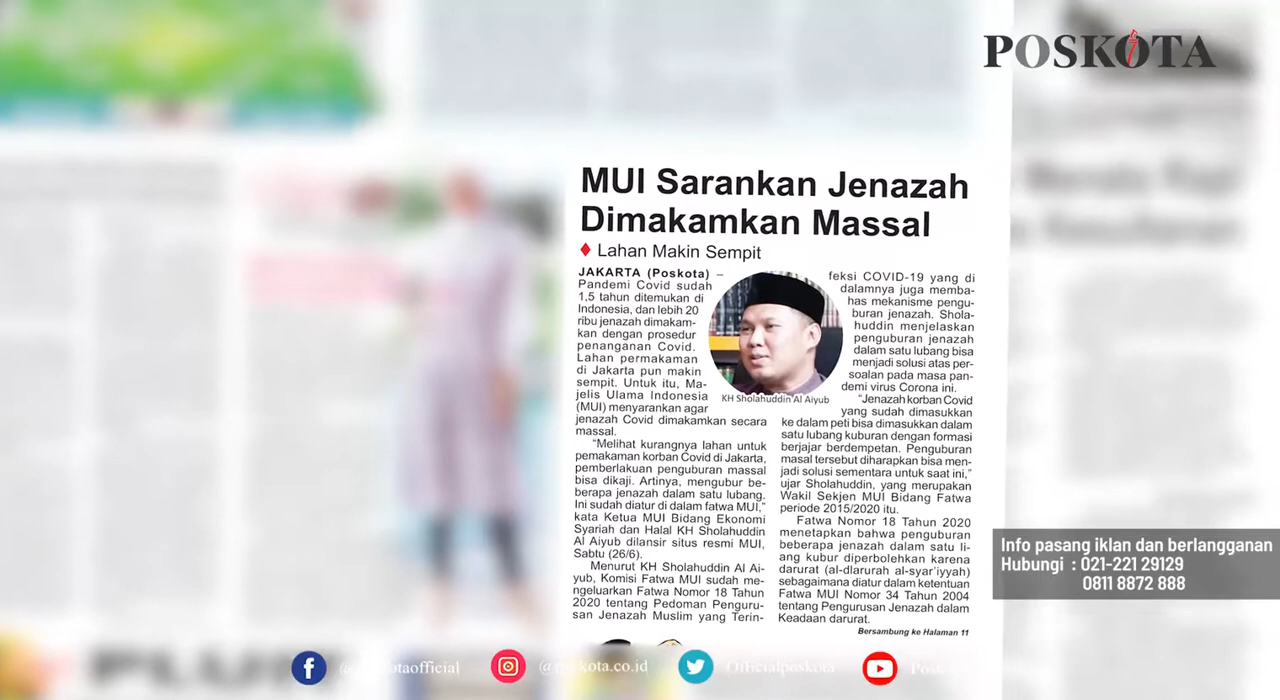 POSKOTA
MUI Sarankan Jenazah
Dimakamkan Massal
Lahan Makin Sempit
JAKARTA (Poskota) –
Pandemi Covid sudah
1,5 tahun ditemukan di
Indonesia, dan lebih 20
ribu jenazah dimakam-
kan dengan prosedur
penanganan Covid.
Lahan permakaman
di Jakarta pun makin
sempit. Untuk itu, Ma-
jelis Ulama Indonesia
(MUI) menyarankan agar
jenazah Covid dimakamkan secara
massal.
“Melihat kurangnya lahan untuk
pemakaman korban Covid di Jakarta,
pemberlakuan penguburan massal
bisa dikaji. Artinya, mengubur be-
berapa jenazah dalam satu lubang.
Ini sudah diatur di dalam fatwa MUI,”
kata Ketua MUI Bidang Ekonomi
Syariah dan Halal KH Sholahuddin
Al Aiyub dilansir situs resmi MUI,
Sabtu (26/6).
Menurut KH Sholahuddin Al Ai-
yub, Komisi Fatwa MUI sudah me-
ngeluarkan Fatwa Nomor 18 Tahun
2020 tentang Pedoman Penguru-
san Jenazah Muslim yang Terin-
KH Sholahuddin Al Aiyub
feksi COVID-19 yang di
dalamnya juga memba-
has mekanisme pengu-
buran jenazah. Shola-
huddin menjelaskan
penguburan jenazah
dalam satu lubang bisa
menjadi solusi atas per-
soalan pada masa pan-
demi virus Corona ini.
“Jenazah korban Covid
yang sudah dimasukkan
ke dalam peti bisa dimasukkan dalam
satu lubang kuburan dengan formasi
berjajar berdempetan. Penguburan
masal tersebut diharapkan bisa men-
jadi solusi sementara untuk saat ini,”
ujar Sholahuddin, yang merupakan
Wakil Sekjen MUI Bidang Fatwa
periode 2015/2020 itu.
Fatwa Nomor 18 Tahun 2020
menetapkan bahwa penguburan
beberapa jenazah dalam satu li-
ang kubur diperbolehkan karena
darurat (al-dlarurah al-syar’iyyah)
sebagaimana diatur dalam ketentuan
Fatwa MUI Nomor 34 Tahun 2004
tentang Pengurusan Jenazah dalam
Keadaan darurat.
Bersambung ke Halaman 11
Info pasang iklan dan berlangganan
Hubungi : 021-221 29129
0811 8872 888
Officialposkota